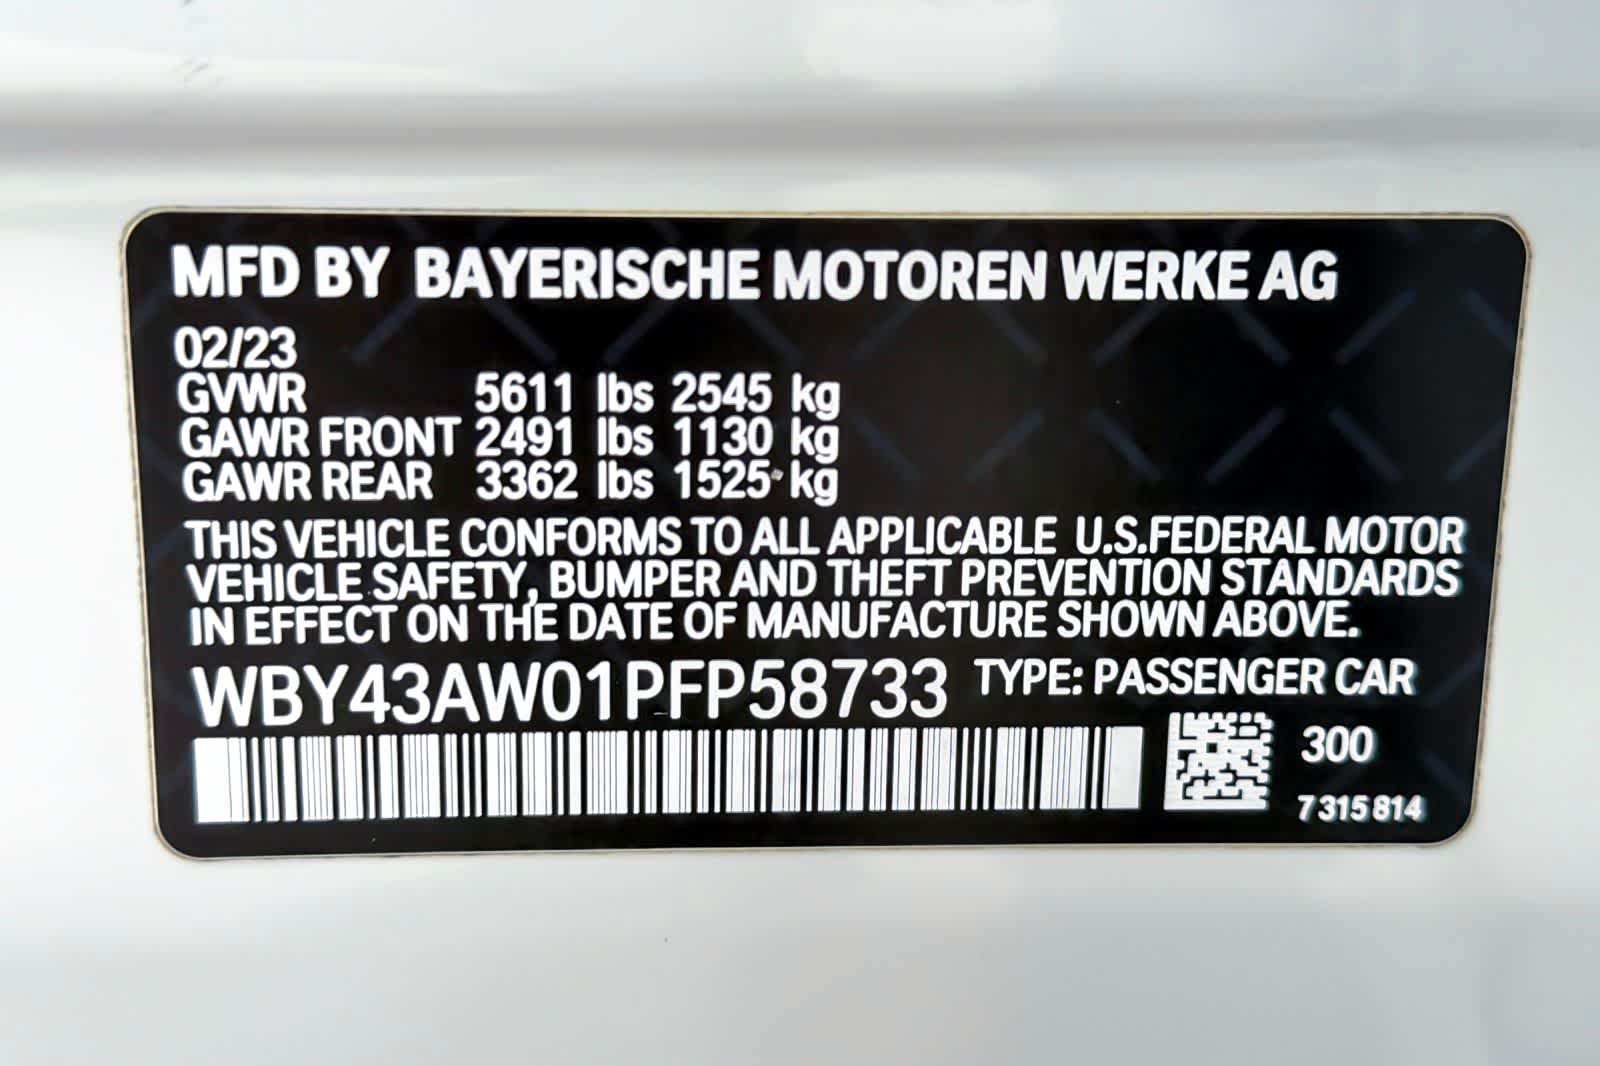 MFD BY BAYERISCHE MOTOREN WERKE AG
02/23
GVWR 5611 lbs 2545 kg
GAWR FRONT 2491 lbs 1130 kg
GAWR REAR 3362 lbs 1525 kg
THIS VEHICLE CONFORMS TO ALL APPLICABLE U.S.FEDERAL MOTOR
VEHICLE SAFETY, BUMPER AND THEFT PREVENTION STANDARDS
IN EFFECT ON THE DATE OF MANUFACTURE SHOWN ABOVE.
WBY43AW01PFP58733 TYPE: PASSENGER CAR
300
7 315 814